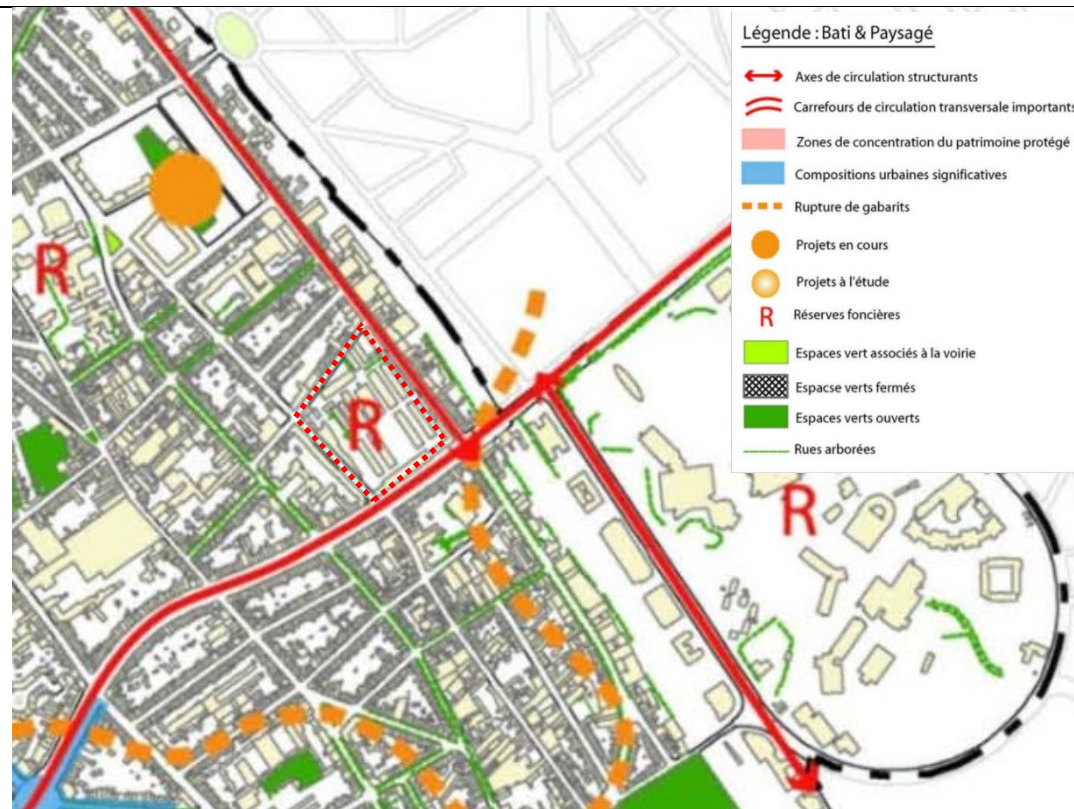 Légende : Bati & Paysagé
Axes de circulation structurants
Carrefours de circulation transversale importants
Zones de concentration du patrimoine protégé
Compositions urbaines significatives
Rupture de gabarits
Projets en cours
Projets à l'étude
R Réserves foncières
Espaces vert associés à la voirie
Espacse verts fermés
Espaces verts ouverts
Rues arborées
R
R
R